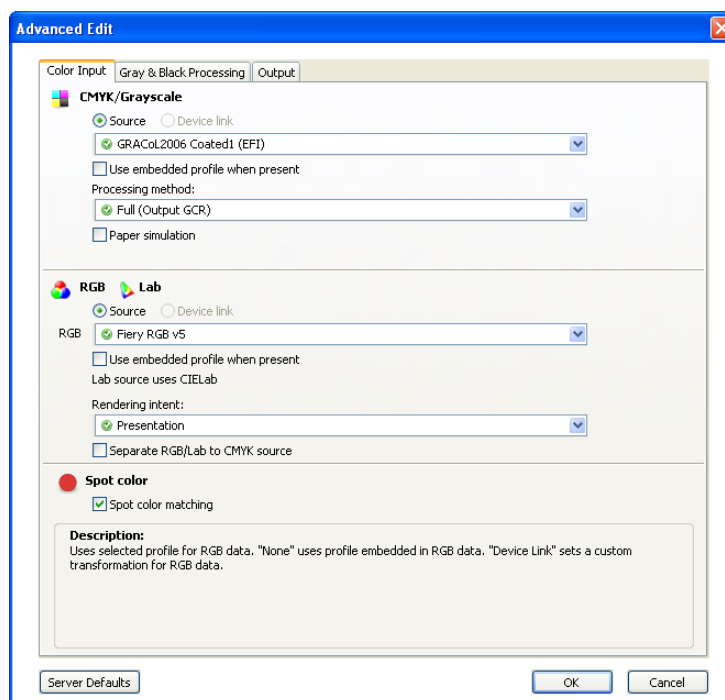 Advanced Edit
Color Input Gray & Black Processing Output
CMYK/Grayscale
Source Device link
GRACoL2006 Coated1 (EFI)
Use embedded profile when present
Processing method:
Full (Output GCR)
Paper simulation
RGB Lab
Source Device link
RGB Fiery RGB v5
Use embedded profile when present
Lab source uses CIELab
Rendering intent:
Presentation
Separate RGB/Lab to CMYK source
Spot color
Spot color matching
Description:
Uses selected profile for RGB data. "None" uses profile embedded in RGB data. "Device Link" sets a custom
transformation for RGB data.
Server Defaults OK Cancel